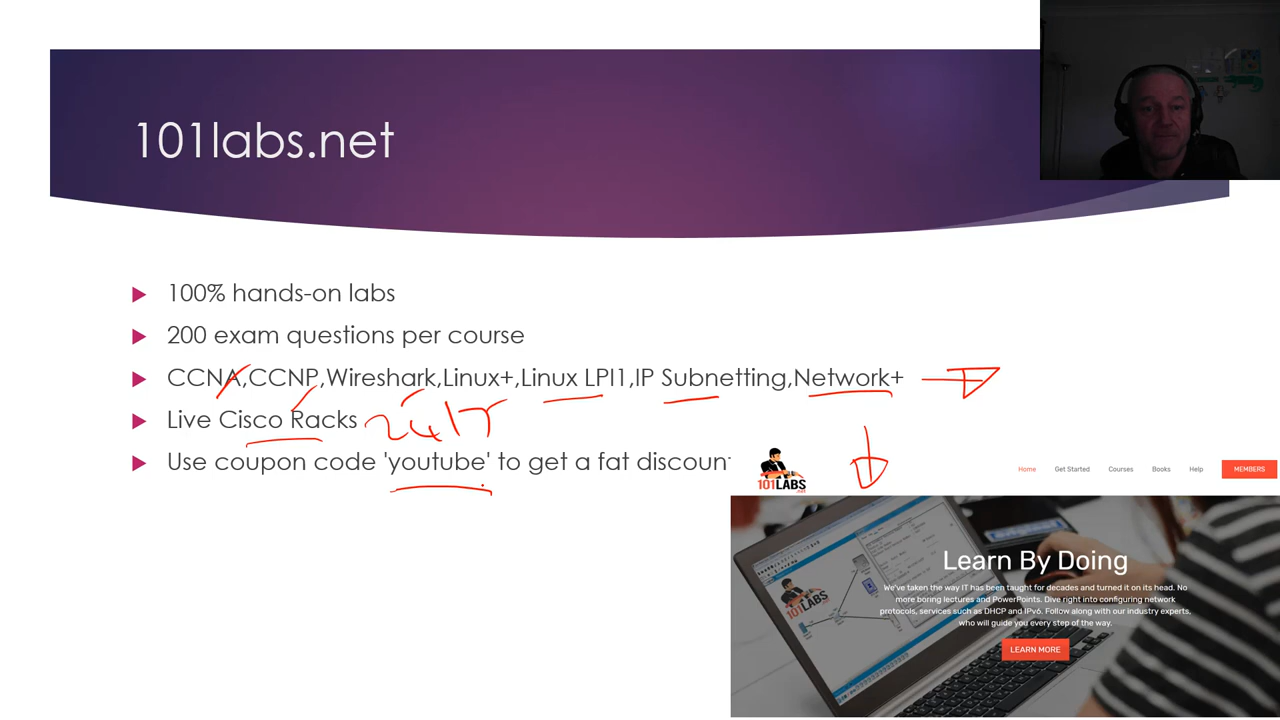 101labs.net
100% hands-on labs
200 exam questions per course
CCNA,CCNP,Wireshark,Linux+,Linux LPI1,IP Subnetting,Network+
Live Cisco Racks
Use coupon code 'youtube' to get a fat discount
101LABS
.net
Home Get Started Courses Books Help MEMBERS
Learn By Doing
We've taken the way IT has been taught for decades and turned it on its head. No
more boring lectures and PowerPoints. Dive right into configuring network
protocols, services such as DHCP and IPv6. Follow along with our industry experts,
who will guide you every step of the way.
LEARN MORE
101LABS